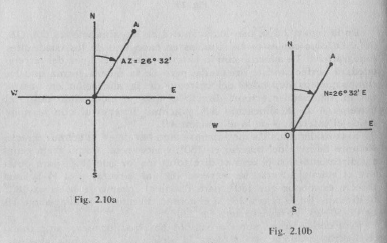 N
A
AZ = 26° 32'
W
E
O
S
Fig. 2.10a
N
A
N=26° 32' E
W
E
O
S
Fig. 2.10b